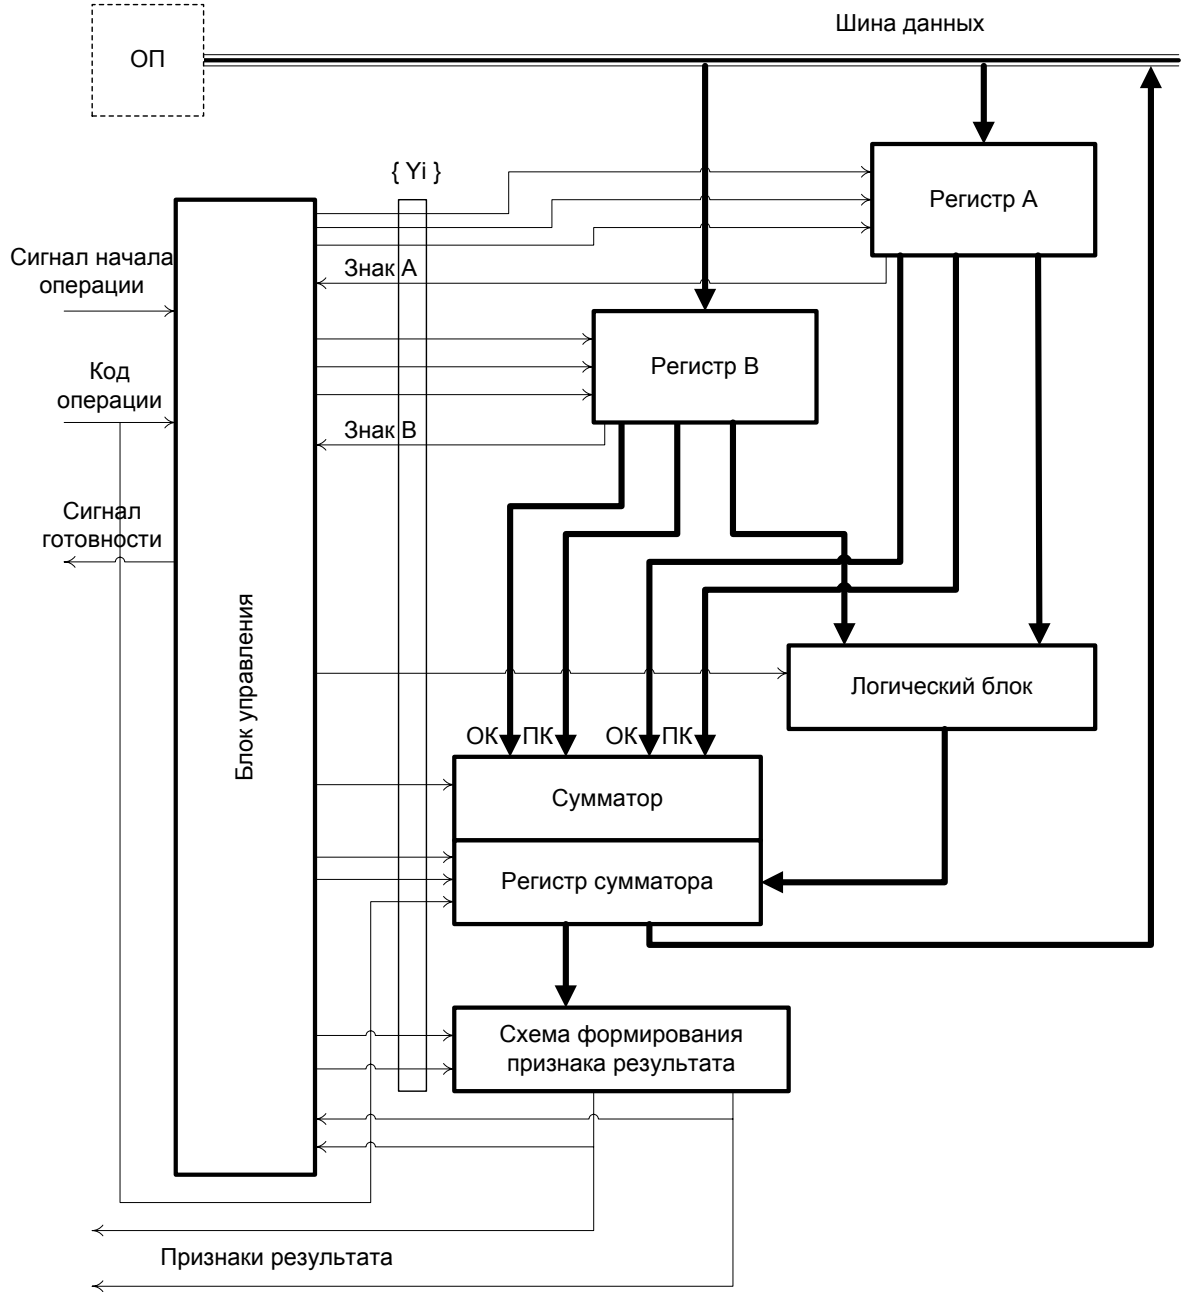 Шина данных
ОП
{ Yi }
Регистр А
Сигнал начала
операции
Знак А
Регистр В
Код
операции
Знак В
Сигнал
готовности
Блок управления
Логический блок
ОК ПК ОК ПК
Сумматор
Регистр сумматора
Схема формирования
признака результата
Признаки результата